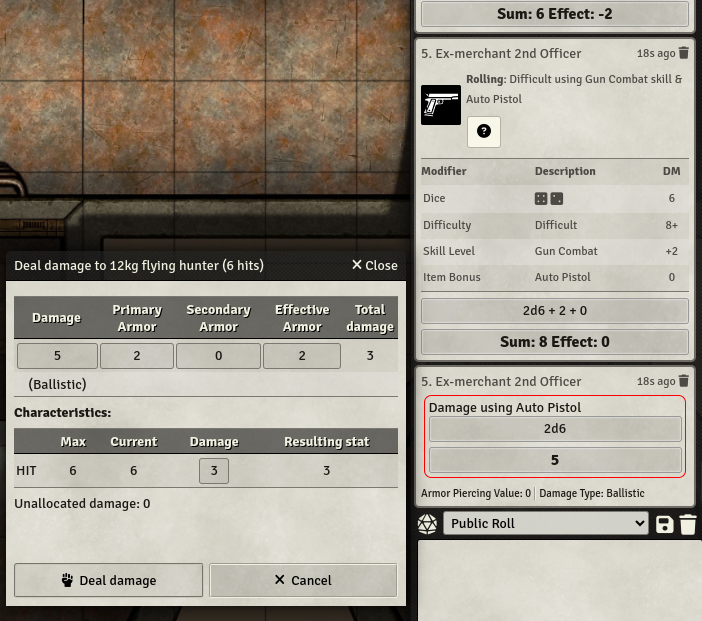 Sum: 6 Effect: -2
5. Ex-merchant 2nd Officer 18s ago
Rolling: Difficult using Gun Combat skill &
Auto Pistol
?
Modifier Description DM
Dice 6
Difficulty Difficult 8+
Skill Level Gun Combat +2
Item Bonus Auto Pistol 0
2d6 + 2 + 0
Sum: 8 Effect: 0
5. Ex-merchant 2nd Officer 18s ago
Damage using Auto Pistol
2d6
5
Armor Piercing Value: 0 Damage Type: Ballistic
Public Roll
Deal damage to 12kg flying hunter (6 hits) Close
Damage Primary Armor Secondary Armor Effective Armor Total damage
5 2 0 2 3
(Ballistic)
Characteristics:
Max Current Damage Resulting stat
HIT 6 6 3 3
Unallocated damage: 0
Deal damage Cancel